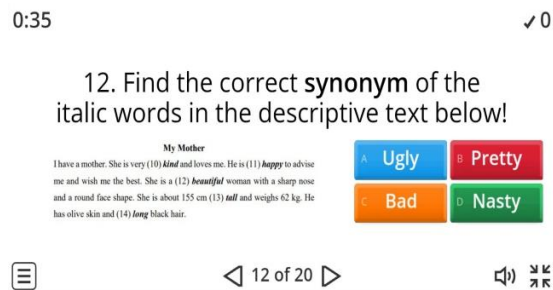 0:35
✓0
12. Find the correct synonym of the
italic words in the descriptive text below!
My Mother
I have a mother. She is very (10) kind and loves me. He is (11) happy to advise
me and wish me the best. She is a (12) beautiful woman with a sharp nose
and a round face shape. She is about 155 cm (13) tall and weighs 62 kg. He
has olive skin and (14) long black hair.
A Ugly
B Pretty
C Bad
D Nasty
12 of 20